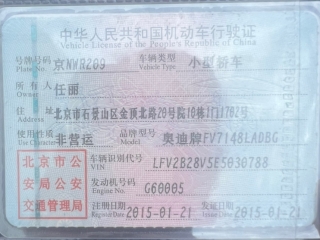 中华人民共和国机动车行驶证
Vehicle License of the People's Republic of China
号牌号码 京NWR289 车辆类型 小型轿车
Plate No. Vehicle Type
所有人 任丽
Owner
住址 北京市石景山区金顶北路20号院10栋1门1702号
Address
使用性质 非营运 品牌型号 奥迪牌FV7148LADBG
Use Character Model
北京市公安局公安交通管理局
车辆识别代号 LFV2B28V5E5030788
VIN
发动机号码 G60005
Engine No.
注册日期 2015-01-21 发证日期 2015-01-21
Register Date Issue Date